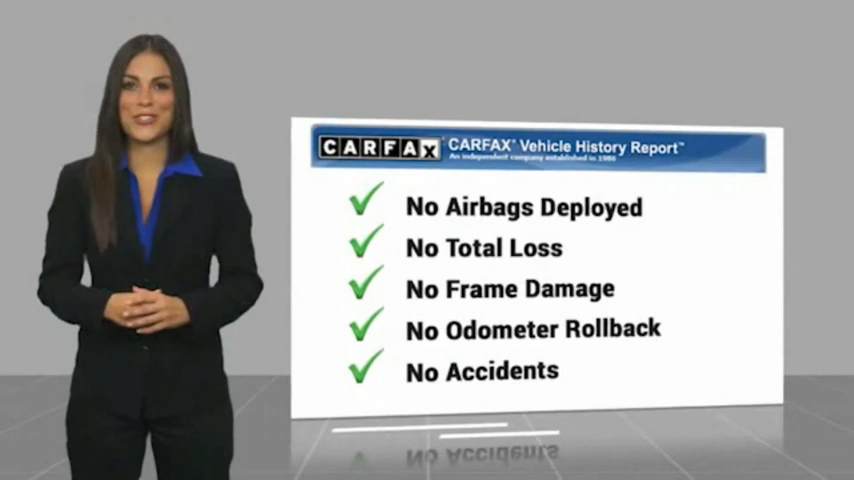 CARFAX CARFAX® Vehicle History Report™
An independent company established in 1986
No Airbags Deployed
No Total Loss
No Frame Damage
No Odometer Rollback
No Accidents